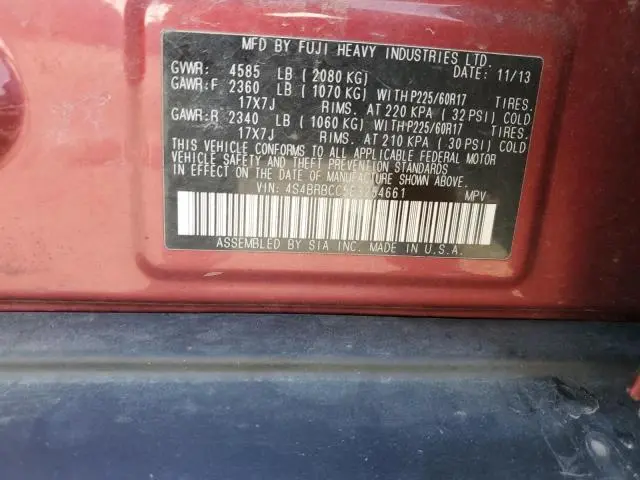 MFD BY FUJI HEAVY INDUSTRIES LTD.
GVWR: 4585 LB ( 2080 KG) DATE: 11/13
GAWR:F 2360 LB ( 1070 KG) WITH P225/60R17 TIRES.
17X7J RIMS. AT 220 KPA ( 32 PSI) COLD
GAWR:R 2340 LB ( 1060 KG) WITH P225/60R17 TIRES.
17X7J RIMS. AT 210 KPA ( 30 PSI) COLD
THIS VEHICLE CONFORMS TO ALL APPLICABLE FEDERAL MOTOR
VEHICLE SAFETY AND THEFT PREVENTION STANDARDS
IN EFFECT ON THE DATE OF MANUFACTURE SHOWN ABOVE.
VIN: MPV
ASSEMBLED BY SIA INC. MADE IN U.S.A.